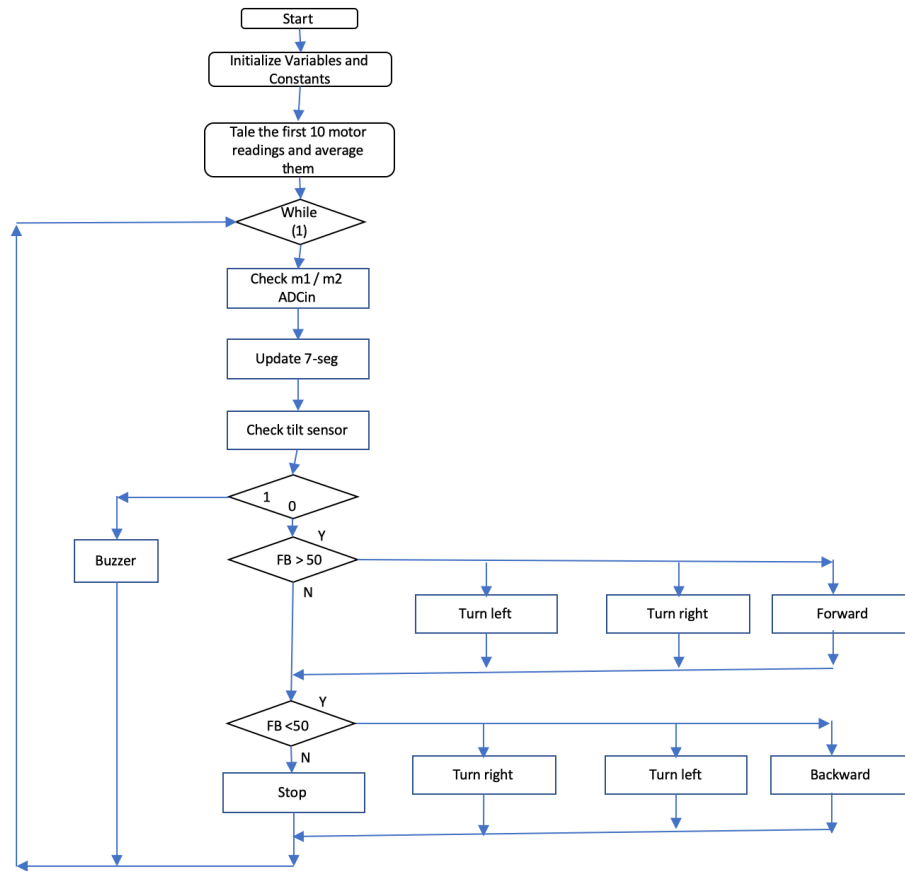 Start
Initialize Variables and
Constants
Tale the first 10 motor
readings and average
them
While
(1)
Check m1 / m2
ADCin
Update 7-seg
Check tilt sensor
1
0
Y
Buzzer
FB > 50
N
Turn left
Turn right
Forward
Y
FB <50
N
Turn right
Turn left
Backward
Stop